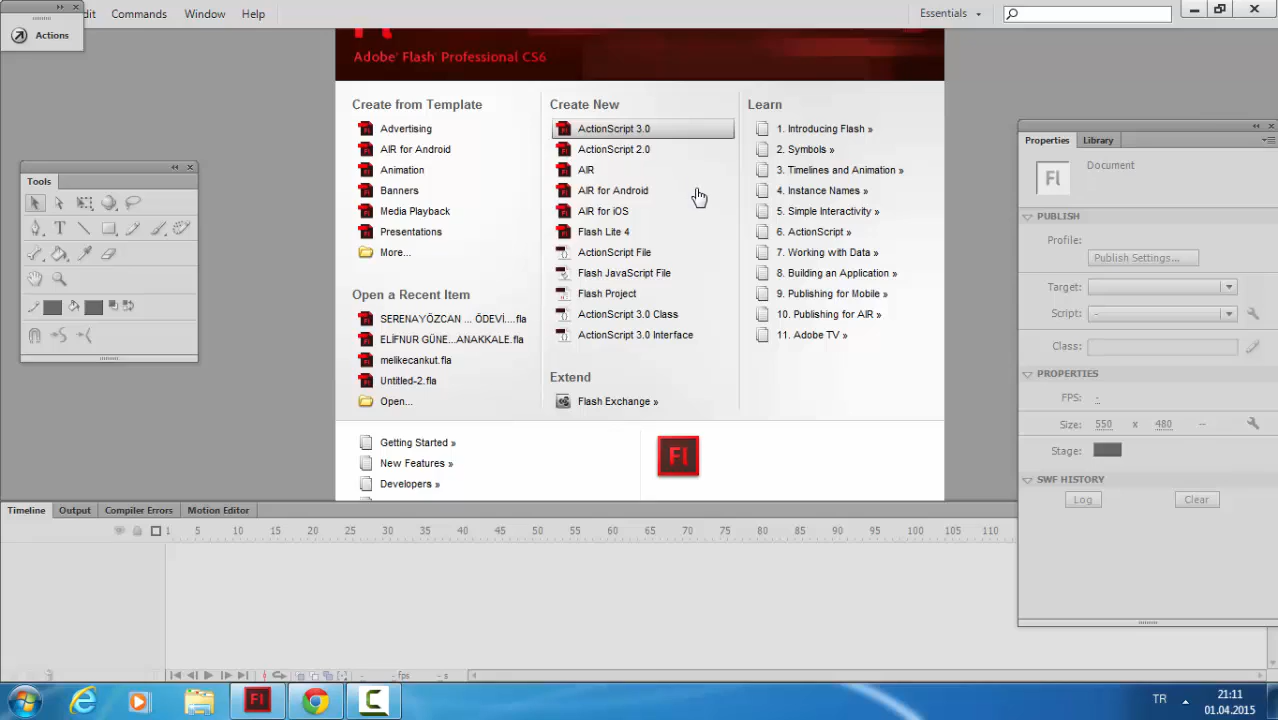 dit Commands Window Help Essentials
Actions
Adobe® Flash® Professional CS6
Create from Template
Advertising
AIR for Android
Animation
Banners
Media Playback
Presentations
More...
Open a Recent Item
SERENAYÖZCAN ... ÖDEVİ....fla
ELİFNUR GÜNE...ANAKKALE.fla
melikecankut.fla
Untitled-2.fla
Open...
Create New
ActionScript 3.0
ActionScript 2.0
AIR
AIR for Android
AIR for iOS
Flash Lite 4
ActionScript File
Flash JavaScript File
Flash Project
ActionScript 3.0 Class
ActionScript 3.0 Interface
Extend
Flash Exchange »
Learn
1. Introducing Flash »
2. Symbols »
3. Timelines and Animation »
4. Instance Names »
5. Simple Interactivity »
6. ActionScript »
7. Working with Data »
8. Building an Application »
9. Publishing for Mobile »
10. Publishing for AIR »
11. Adobe TV »
Getting Started »
New Features »
Developers »
Fl
Tools
T
Properties Library
Fl Document
PUBLISH
Profile:
Publish Settings...
Target:
Script: -
Class:
PROPERTIES
FPS: -
Size: 550 x 480 --
Stage:
SWF HISTORY
Log Clear
Timeline Output Compiler Errors Motion Editor
1 5 10 15 20 25 30 35 40 45 50 55 60 65 70 75 80 85 90 95 100 105 110
- - fps - s
Fl TR 21:11
01.04.2015